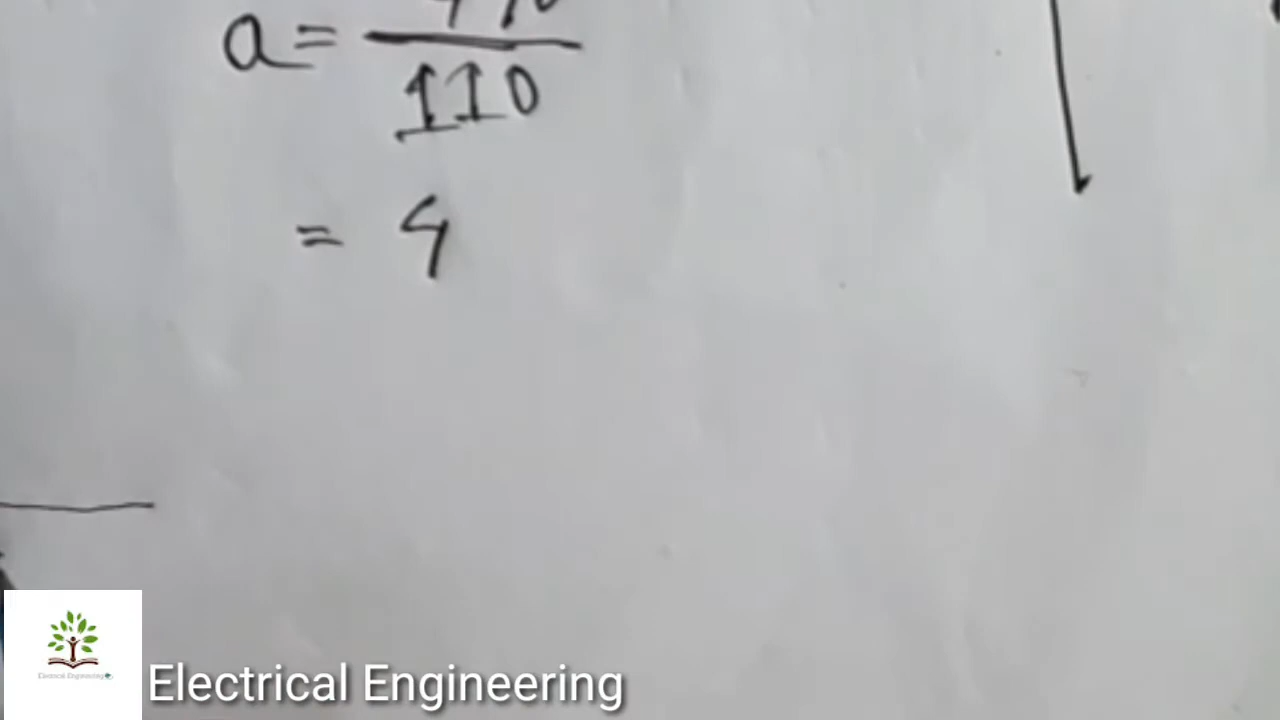 a =
110
= 4
Electrical Engineering